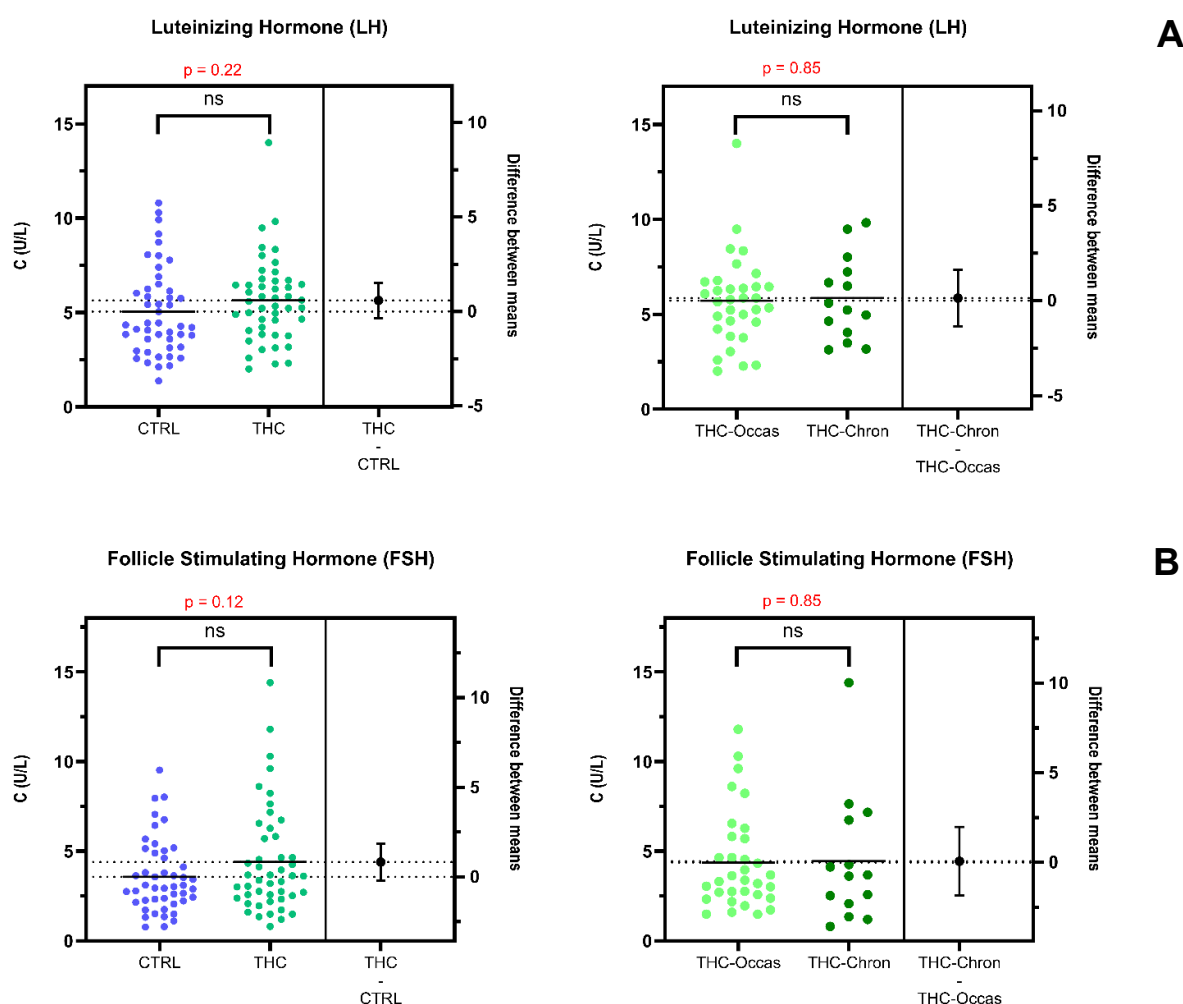 Luteinizing Hormone (LH)
p = 0.22
ns
15
10
5
0
C (U/L)
10
5
0
-5
Difference between means
CTRL
THC
THC
-
CTRL
Luteinizing Hormone (LH)
A
p = 0.85
ns
15
10
5
0
C (U/L)
10
5
0
-5
Difference between means
THC-Occas
THC-Chron
THC-Chron
-
THC-Occas
Follicle Stimulating Hormone (FSH)
p = 0.12
ns
15
10
5
0
C (U/L)
10
5
0
Difference between means
CTRL
THC
THC
-
CTRL
Follicle Stimulating Hormone (FSH)
B
p = 0.85
ns
15
10
5
0
C (U/L)
10
5
0
Difference between means
THC-Occas
THC-Chron
THC-Chron
-
THC-Occas